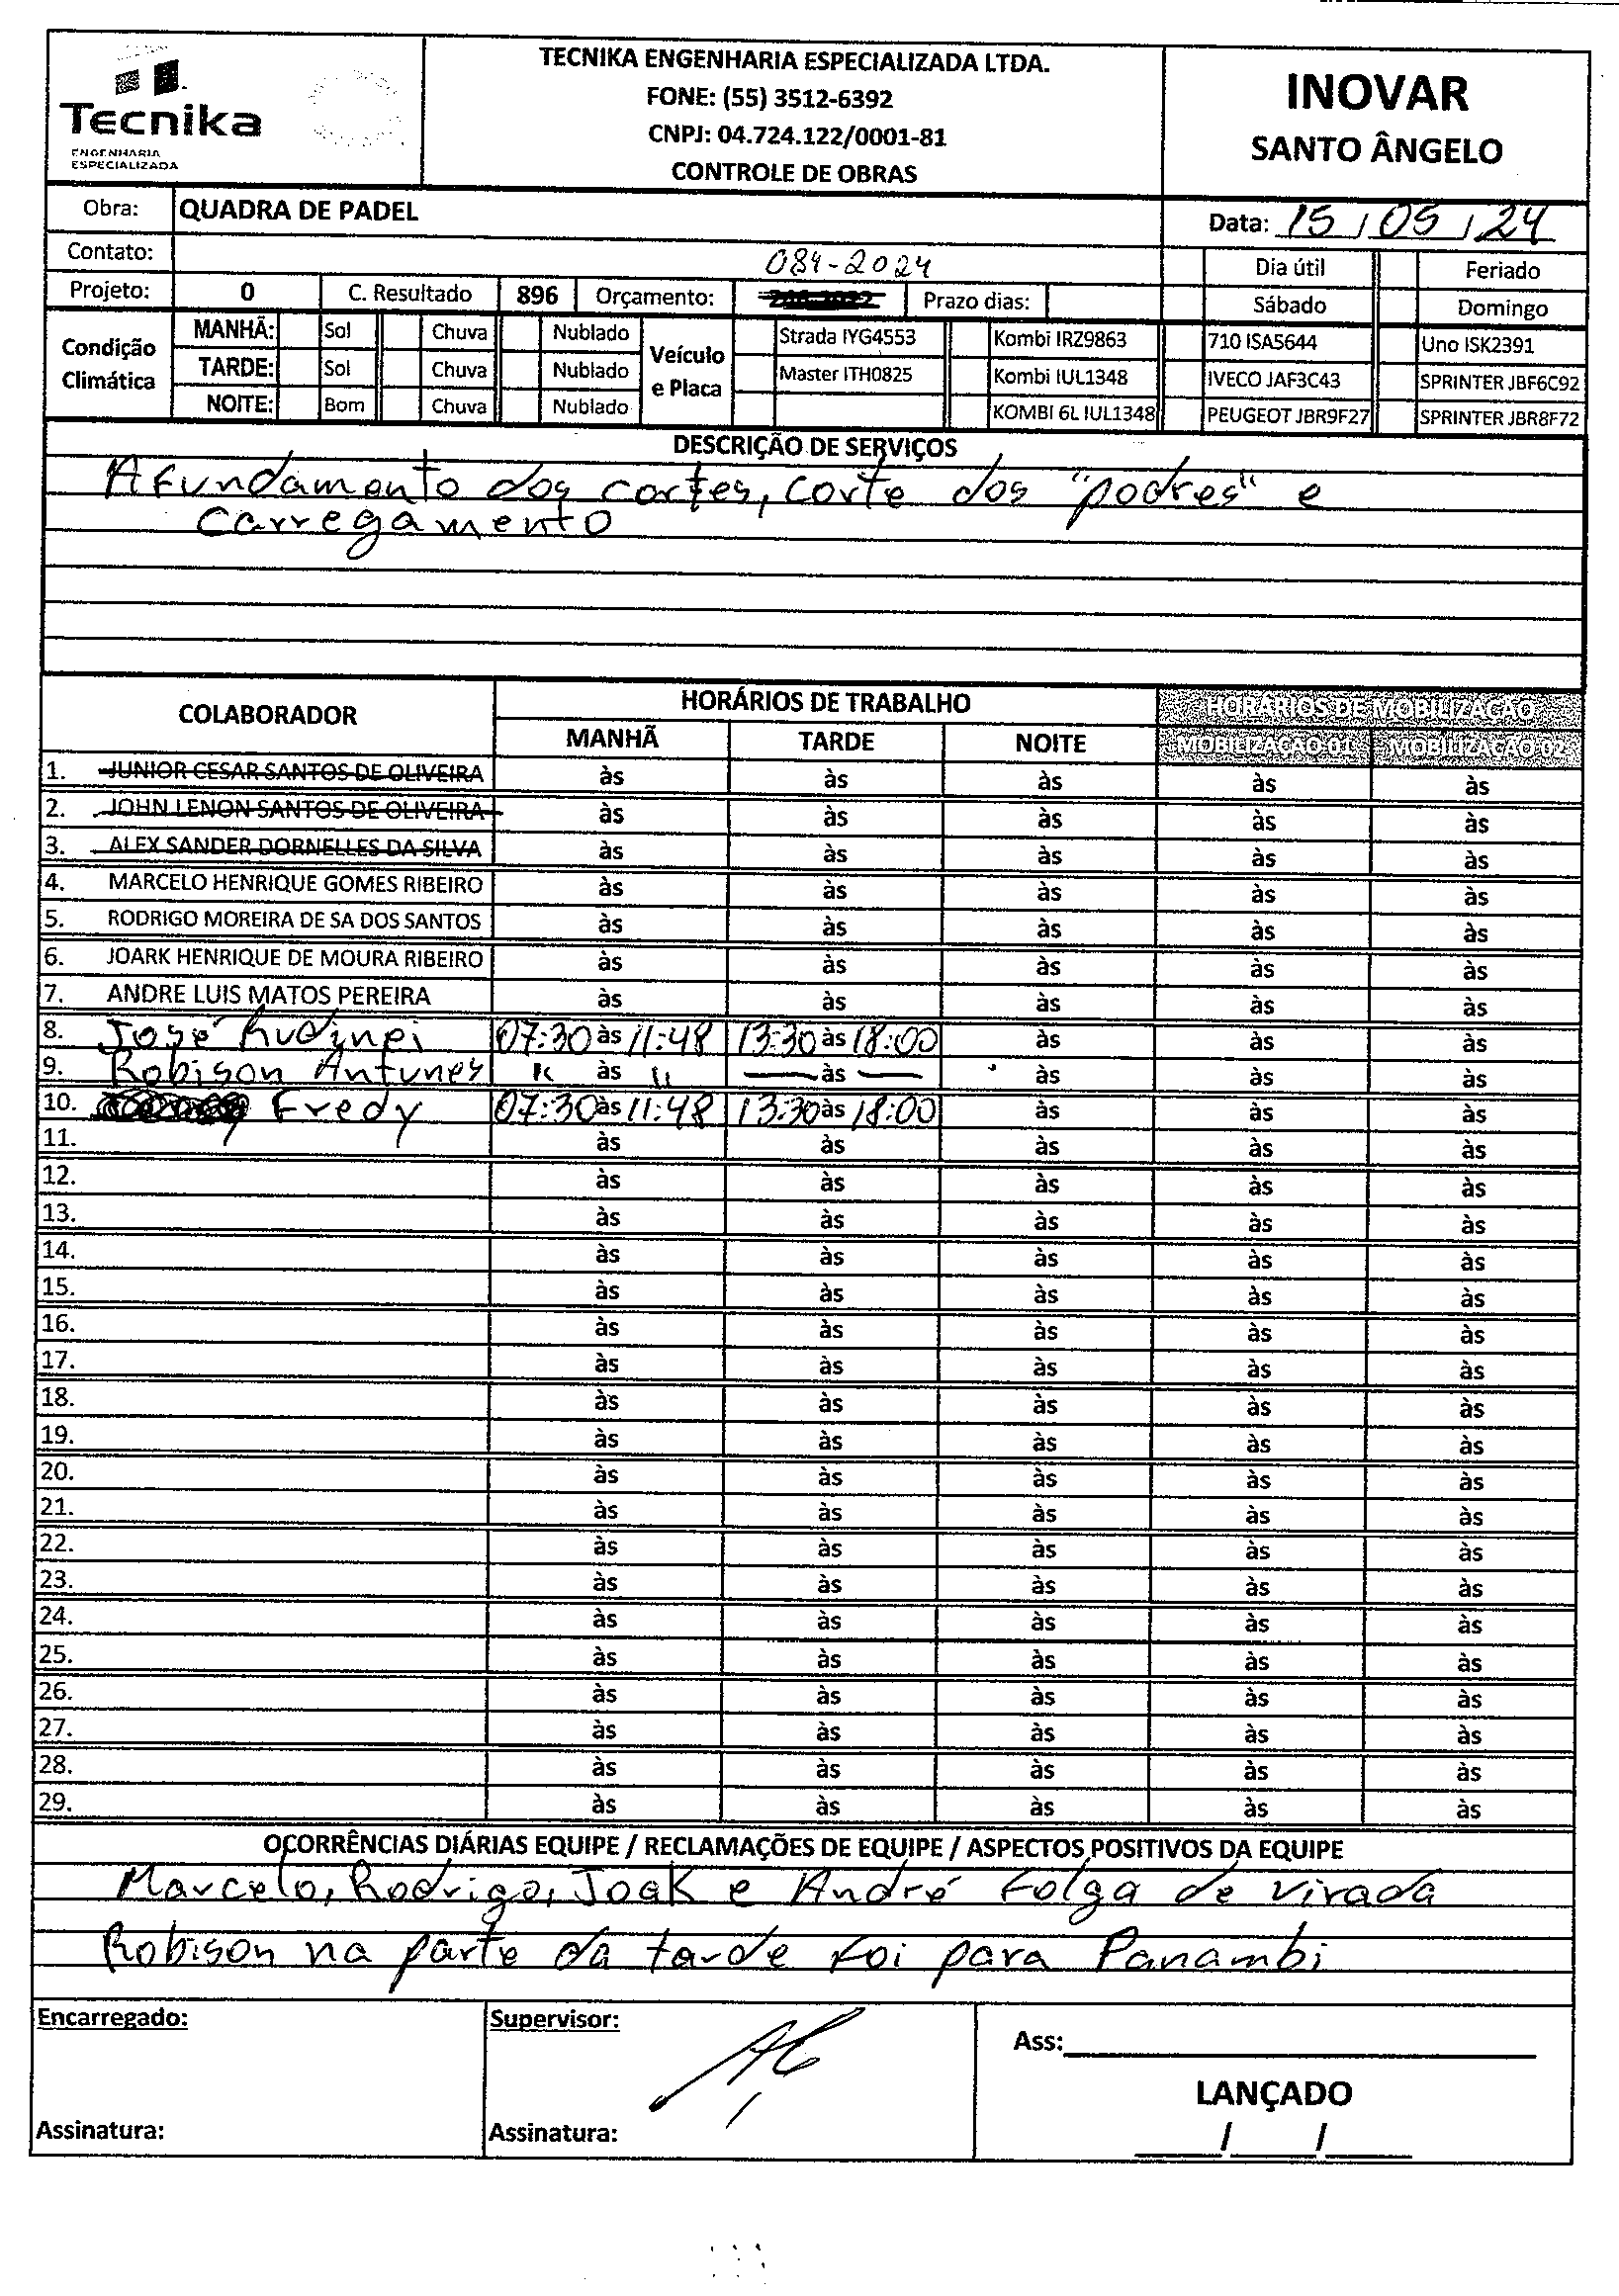 Tecnika
ENGENHARIA
ESPECIALIZADA
TECNIKA ENGENHARIA ESPECIALIZADA LTDA.
FONE: (55) 3512-6392
CNPJ: 04.724.122/0001-81
CONTROLE DE OBRAS
INOVAR
SANTO ÂNGELO
Obra: QUADRA DE PADEL
Data: 15 / 05 / 24
Contato:
084-2024
Dia útil Feriado
Projeto: 0 C. Resultado 896 Orçamento: Prazo dias:
Sábado Domingo
Condição Climática
MANHÃ: Sol Chuva Nublado
TARDE: Sol Chuva Nublado
NOITE: Bom Chuva Nublado
Veículo e Placa
Strada IYG4553 Kombi IRZ9863 710 ISA5644 Uno ISK2391
Master ITH0825 Kombi IUL1348 IVECO JAF3C43 SPRINTER JBF6C92
KOMBI 6L IUL1348 PEUGEOT JBR9F27 SPRINTER JBR8F72
DESCRIÇÃO DE SERVIÇOS
Afundamento dos cortes, corte dos "podres" e
carregamento
COLABORADOR HORÁRIOS DE TRABALHO HORÁRIOS DE MOBILIZAÇÃO
MANHÃ TARDE NOITE MOBILIZAÇAO 01 MOBILIZAÇAO 02
1. JUNIOR CESAR SANTOS DE OLIVEIRA às às às às às
2. JOHN LENON SANTOS DE OLIVEIRA às às às às às
3. ALEX SANDER DORNELLES DA SILVA às às às às às
4. MARCELO HENRIQUE GOMES RIBEIRO às às às às às
5. RODRIGO MOREIRA DE SA DOS SANTOS às às às às às
6. JOARK HENRIQUE DE MOURA RIBEIRO às às às às às
7. ANDRE LUIS MATOS PEREIRA às às às às às
8. José Rudinei 07:30 às 11:48 13:30 às 18:00 às às às
9. Robison Antunes " às " — às — às às às
10. Fredy 07:30 às 11:48 13:30 às 18:00 às às às
11. às às às às às
12. às às às às às
13. às às às às às
14. às às às às às
15. às às às às às
16. às às às às às
17. às às às às às
18. às às às às às
19. às às às às às
20. às às às às às
21. às às às às às
22. às às às às às
23. às às às às às
24. às às às às às
25. às às às às às
26. às às às às às
27. às às às às às
28. às às às às às
29. às às às às às
OCORRÊNCIAS DIÁRIAS EQUIPE / RECLAMAÇÕES DE EQUIPE / ASPECTOS POSITIVOS DA EQUIPE
Marcelo, Rodrigo, Joak e André Folga de virada
Robison na parte da tarde foi para Panambi
Encarregado: Supervisor:
Ass:
LANÇADO
Assinatura: Assinatura:
/ /